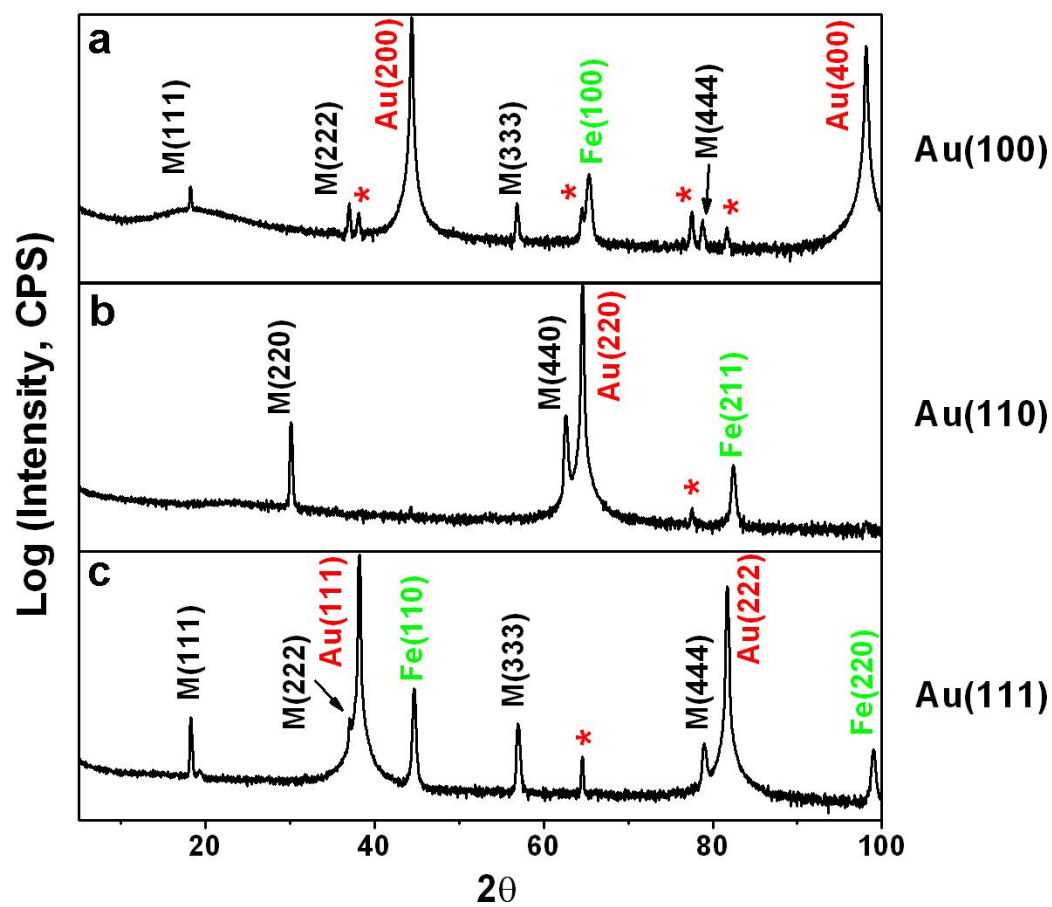 Log (Intensity, CPS)
a
M(111)
M(222)
*
Au(200)
M(333)
*
Fe(100)
*
M(444)
*
Au(400)
Au(100)
b
M(220)
M(440)
Au(220)
*
Fe(211)
Au(110)
c
M(111)
M(222)
Au(111)
Fe(110)
M(333)
*
M(444)
Au(222)
Fe(220)
Au(111)
20 40 60 80 100
2θ